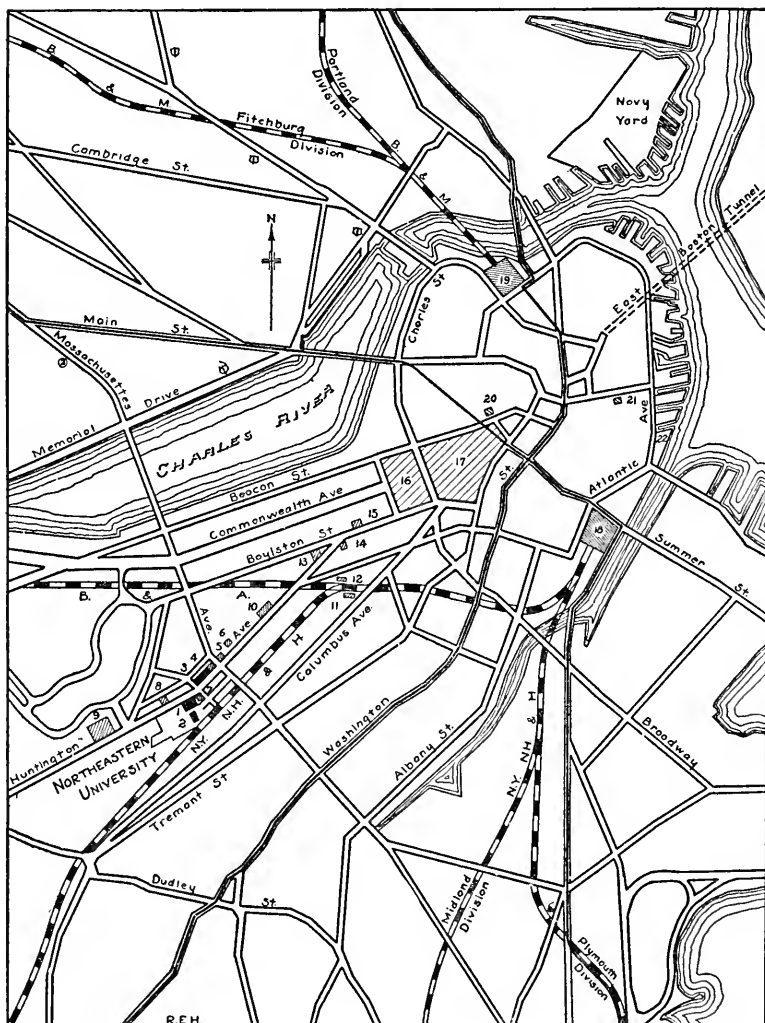 B. & M.
Fitchburg
Division
Portland
Division
B. & M.
Navy
Yard
Cambridge St.
N
East Boston Tunnel
19
Charles St
Main St.
Massachusetts
Ave
Memorial Drive
CHARLES RIVER
20
21
Ave
22
Atlantic
17
16
St.
Beacon St.
Commonwealth Ave
15
Boylston St
14
13
18
Summer St
B. & A.
12
11
10
Ave
6
5
4
3
8
9
1
2
N.Y. N.H. & H
Columbus Ave.
Huntington
NORTHEASTERN
UNIVERSITY
Tremont St
Washington
Albany St.
N.Y. NH & H
Broadway
Dudley St.
Midland
Division
Plymouth
Division
R.E.H.